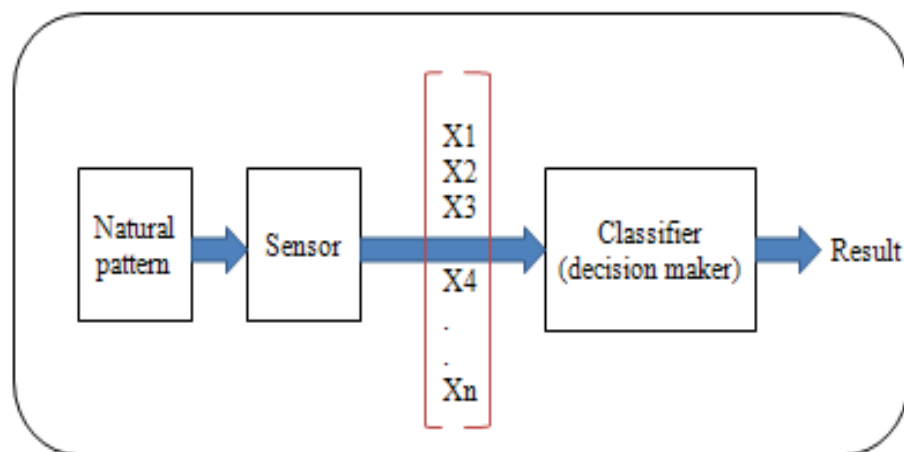 Natural
pattern
Sensor
X1
X2
X3
X4
.
.
Xn
Classifier
(decision maker)
Result